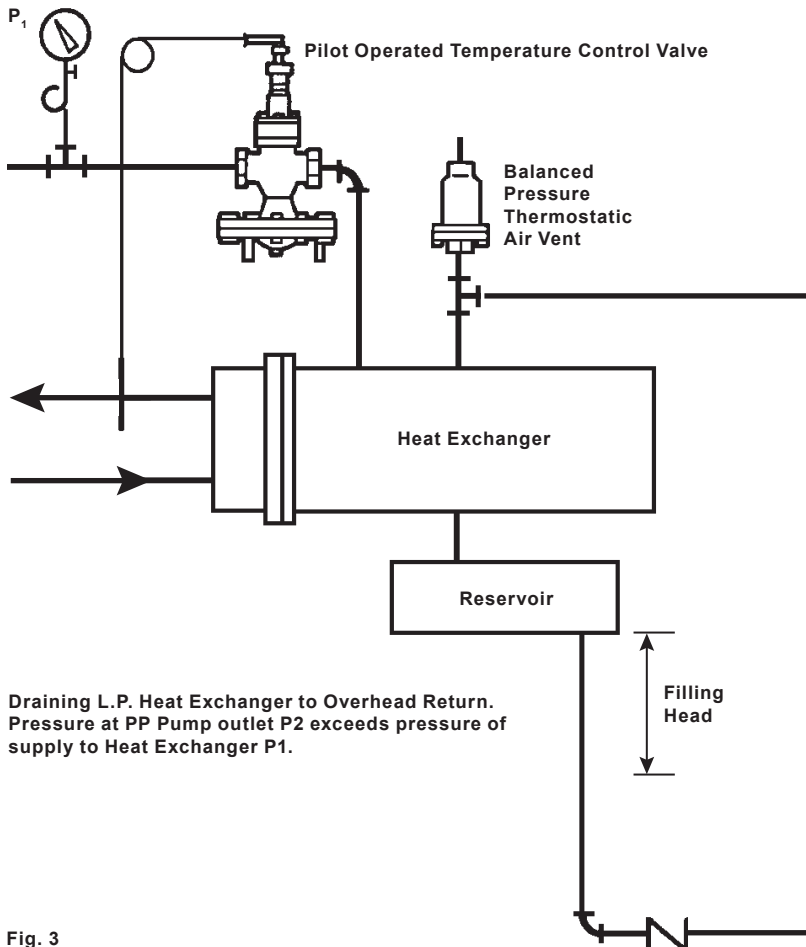 P1
Pilot Operated Temperature Control Valve
Balanced
Pressure
Thermostatic
Air Vent
Heat Exchanger
Reservoir
Filling
Head
Draining L.P. Heat Exchanger to Overhead Return.
Pressure at PP Pump outlet P2 exceeds pressure of
supply to Heat Exchanger P1.
Fig. 3